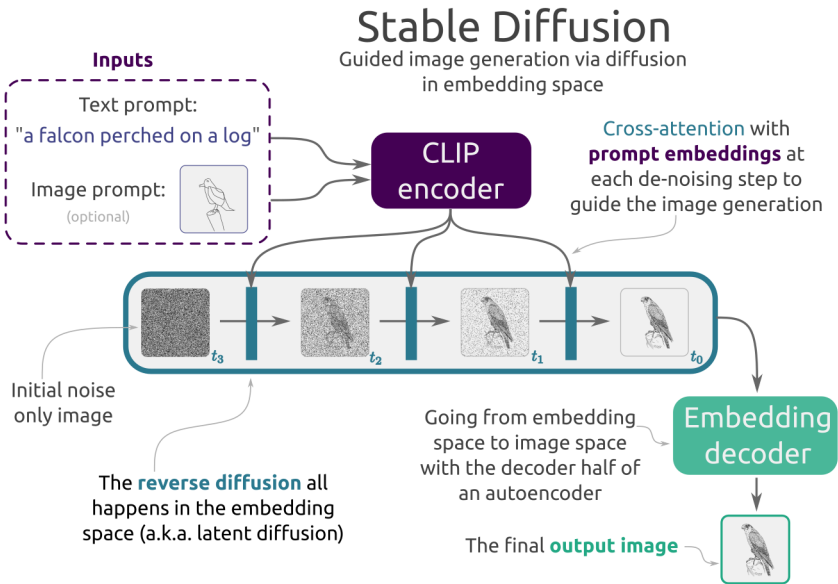 Stable Diffusion
Guided image generation via diffusion
in embedding space
Inputs
Text prompt:
"a falcon perched on a log"
Image prompt:
(optional)
CLIP
encoder
Cross-attention with
prompt embeddings at
each de-noising step to
guide the image generation
t₃
t₂
t₁
t₀
Initial noise
only image
The reverse diffusion all
happens in the embedding
space (a.k.a. latent diffusion)
Going from embedding
space to image space
with the decoder half of
an autoencoder
Embedding
decoder
The final output image